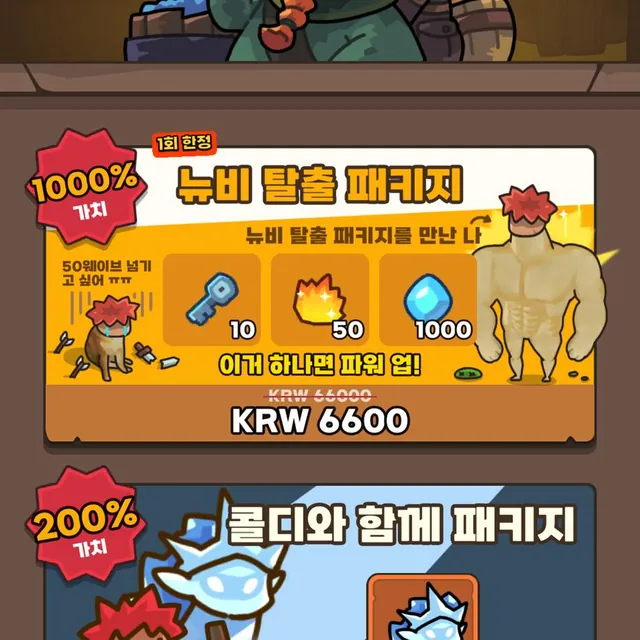 1회 한정
1000%
가치
뉴비 탈출 패키지
뉴비 탈출 패키지를 만난 나
50웨이브 넘기
고 싶어 ㅠㅠ
10
50
1000
이거 하나면 파워 업!
KRW 66000
KRW 6600
200%
가치
콜디와 함께 패키지